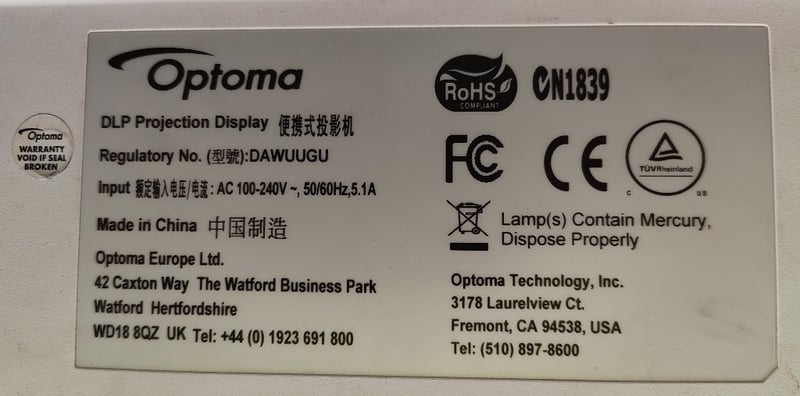 Optoma
DLP Projection Display 便携式投影机
Regulatory No. (型號):DAWUUGU
Input 额定输入电压/电流: AC 100-240V ~, 50/60Hz,5.1A
Made in China 中国制造
Optoma Europe Ltd.
42 Caxton Way The Watford Business Park
Watford Hertfordshire
WD18 8QZ UK Tel: +44 (0) 1923 691 800
RoHS
COMPLIANT
N1839
FC
CE
TÜVRheinland
C US
Lamp(s) Contain Mercury,
Dispose Properly
Optoma Technology, Inc.
3178 Laurelview Ct.
Fremont, CA 94538, USA
Tel: (510) 897-8600
Optoma
WARRANTY
VOID IF SEAL
BROKEN